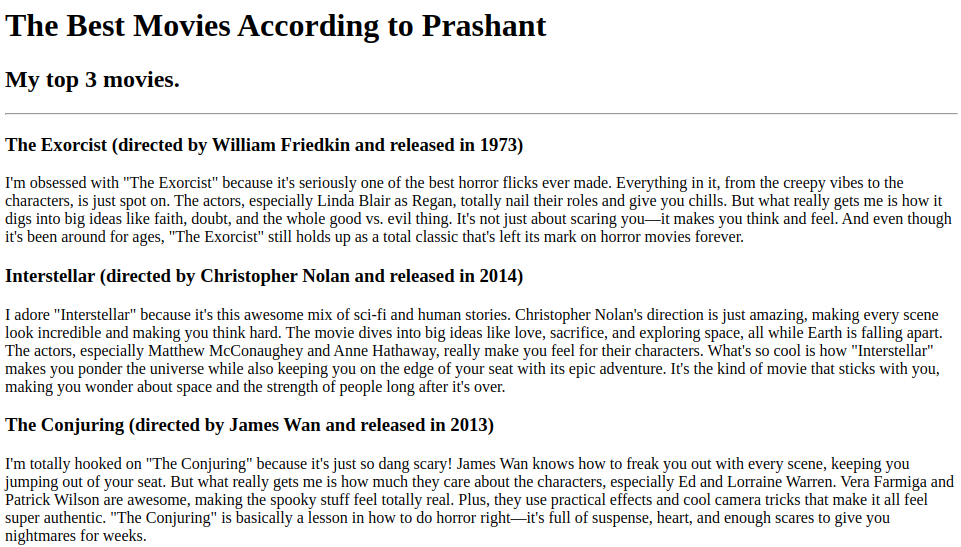 The Best Movies According to Prashant
My top 3 movies.
The Exorcist (directed by William Friedkin and released in 1973)
I'm obsessed with "The Exorcist" because it's seriously one of the best horror flicks ever made. Everything in it, from the creepy vibes to the
characters, is just spot on. The actors, especially Linda Blair as Regan, totally nail their roles and give you chills. But what really gets me is how it
digs into big ideas like faith, doubt, and the whole good vs. evil thing. It's not just about scaring you—it makes you think and feel. And even though
it's been around for ages, "The Exorcist" still holds up as a total classic that's left its mark on horror movies forever.
Interstellar (directed by Christopher Nolan and released in 2014)
I adore "Interstellar" because it's this awesome mix of sci-fi and human stories. Christopher Nolan's direction is just amazing, making every scene
look incredible and making you think hard. The movie dives into big ideas like love, sacrifice, and exploring space, all while Earth is falling apart.
The actors, especially Matthew McConaughey and Anne Hathaway, really make you feel for their characters. What's so cool is how "Interstellar"
makes you ponder the universe while also keeping you on the edge of your seat with its epic adventure. It's the kind of movie that sticks with you,
making you wonder about space and the strength of people long after it's over.
The Conjuring (directed by James Wan and released in 2013)
I'm totally hooked on "The Conjuring" because it's just so dang scary! James Wan knows how to freak you out with every scene, keeping you
jumping out of your seat. But what really gets me is how much they care about the characters, especially Ed and Lorraine Warren. Vera Farmiga and
Patrick Wilson are awesome, making the spooky stuff feel totally real. Plus, they use practical effects and cool camera tricks that make it all feel
super authentic. "The Conjuring" is basically a lesson in how to do horror right—it's full of suspense, heart, and enough scares to give you
nightmares for weeks.